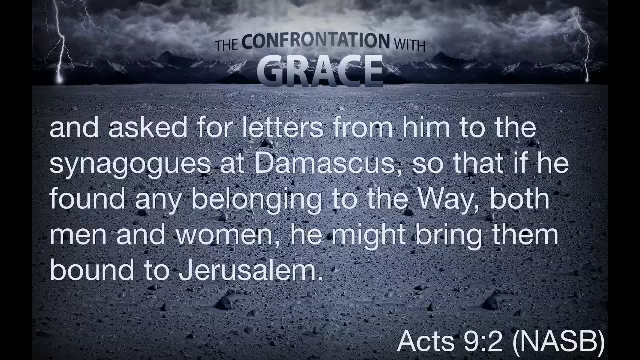 THE CONFRONTATION WITH
GRACE
and asked for letters from him to the
synagogues at Damascus, so that if he
found any belonging to the Way, both
men and women, he might bring them
bound to Jerusalem.
Acts 9:2 (NASB)